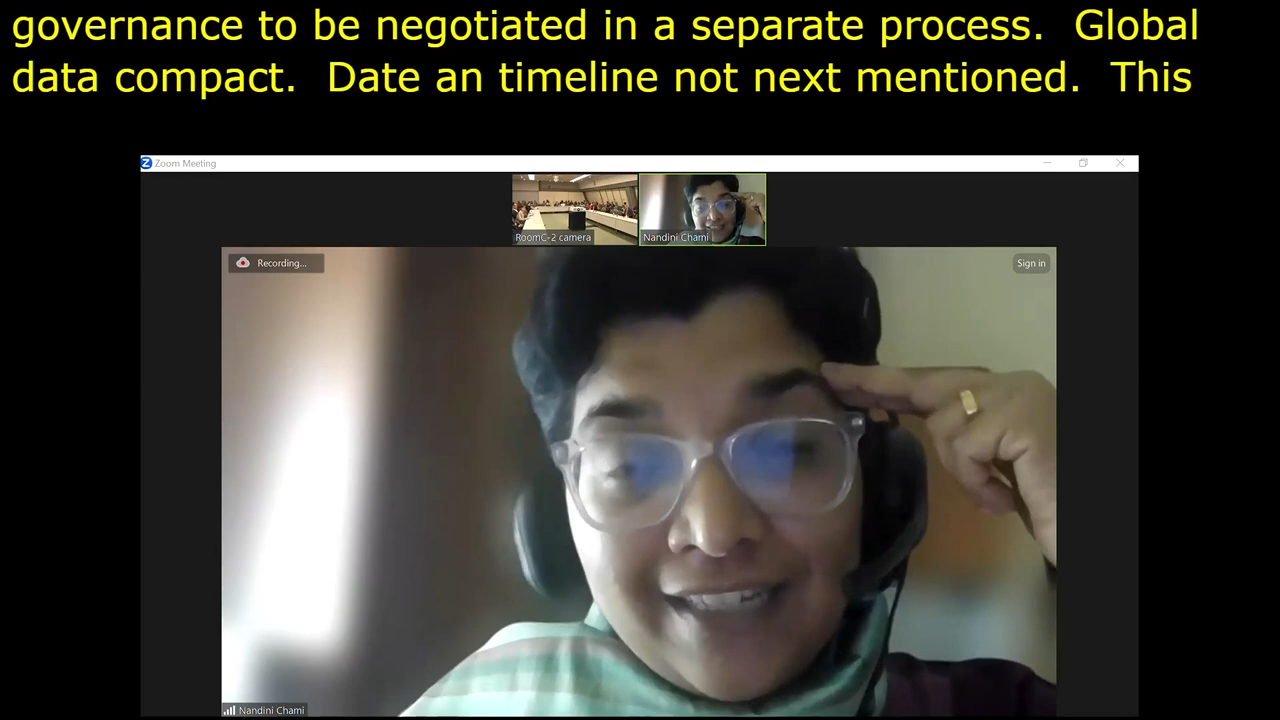 governance to be negotiated in a separate process.  Global
data compact.  Date an timeline not next mentioned.  This
Zoom Meeting
RoomC-2 camera
Nandini Chami
Recording...
Sign in
Nandini Chami